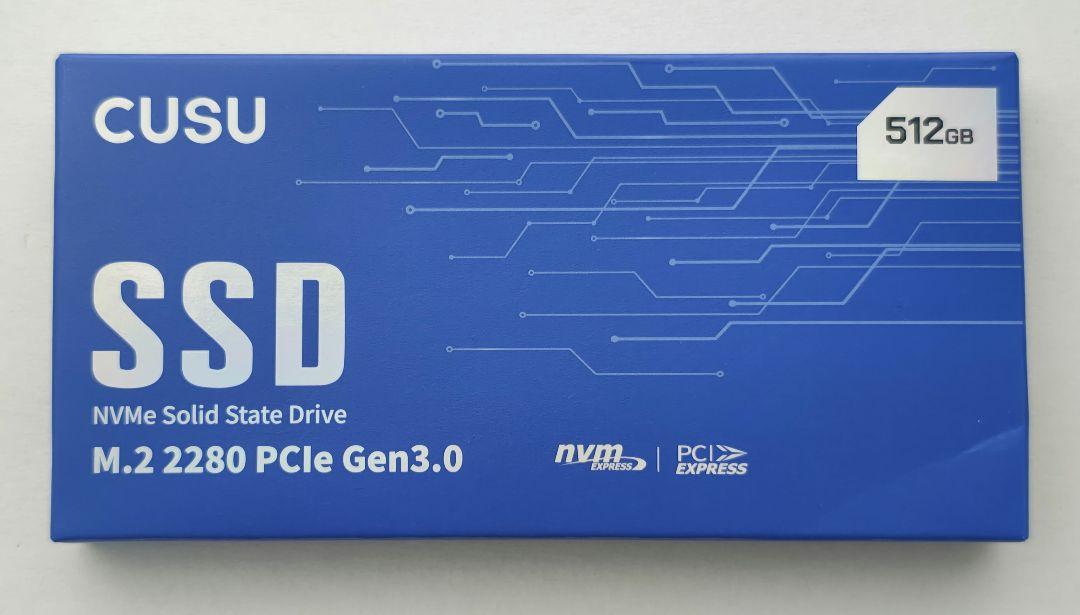 CUSU
512GB
SSD
NVMe Solid State Drive
M.2 2280 PCIe Gen3.0
nvm EXPRESS | PCI EXPRESS